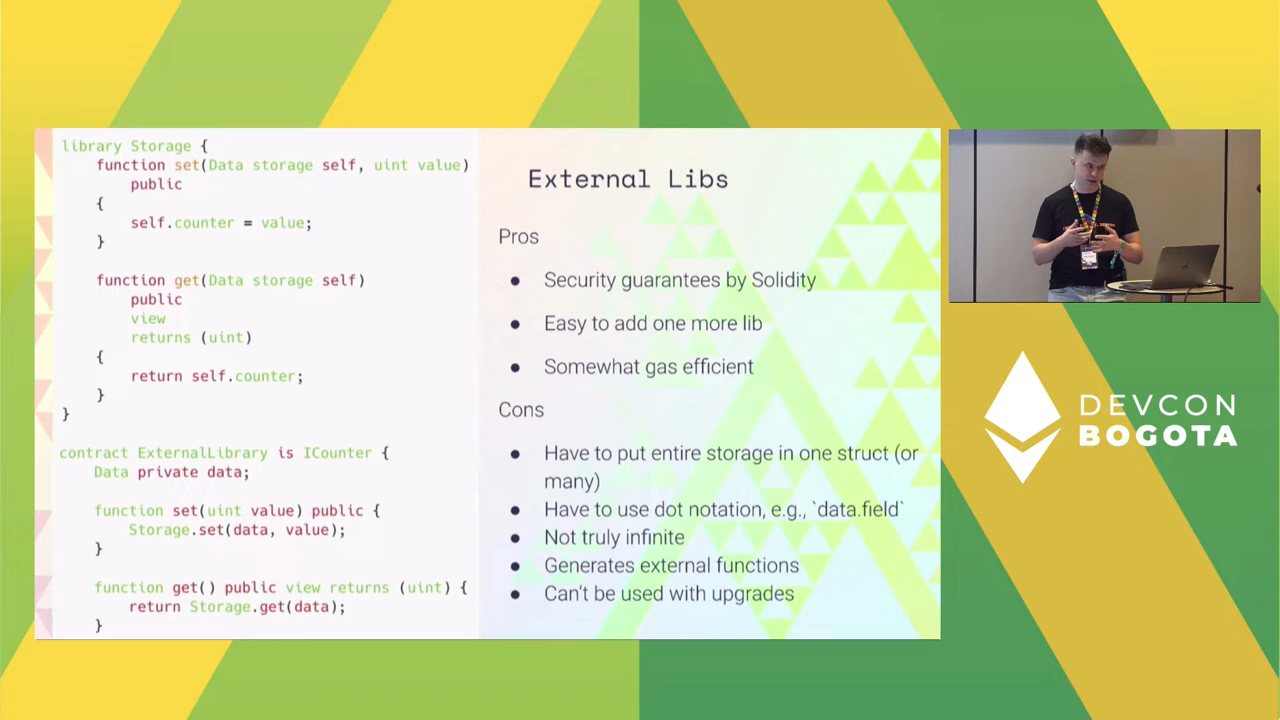 library Storage {
function set(Data storage self, uint value)
public
{
self.counter = value;
}
function get(Data storage self)
public
view
returns (uint)
{
return self.counter;
}
}
contract ExternalLibrary is ICounter {
Data private data;
function set(uint value) public {
Storage.set(data, value);
}
function get() public view returns (uint) {
return Storage.get(data);
}
External Libs
Pros
● Security guarantees by Solidity
● Easy to add one more lib
● Somewhat gas efficient
Cons
● Have to put entire storage in one struct (or
many)
● Have to use dot notation, e.g., `data.field`
● Not truly infinite
● Generates external functions
● Can't be used with upgrades
DEVCON
BOGOTA